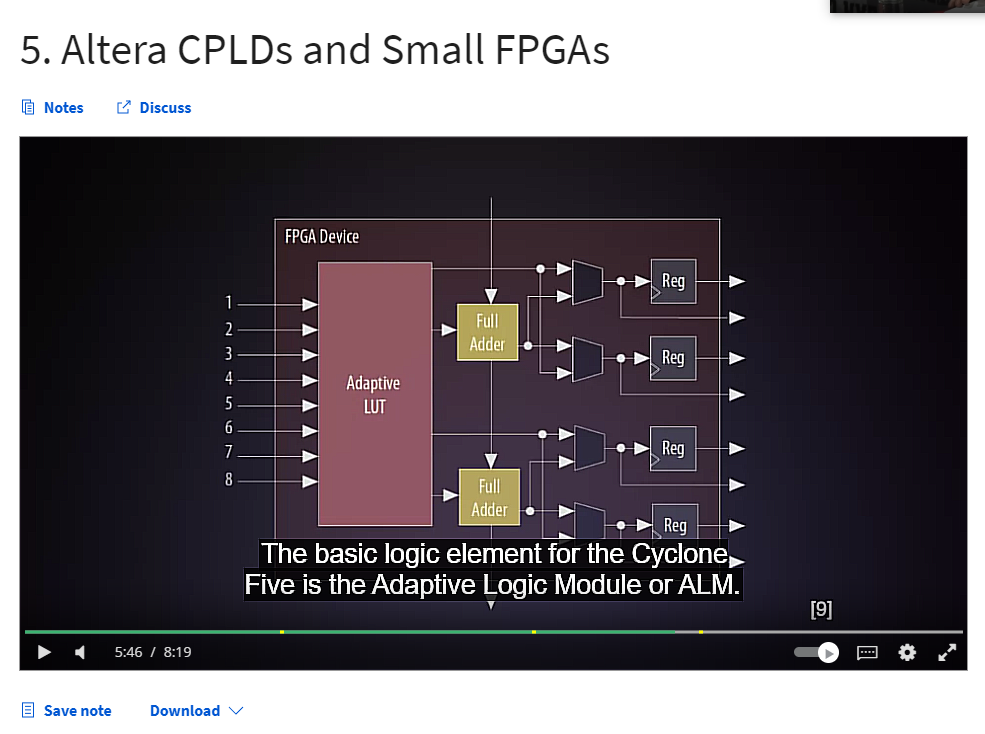 5. Altera CPLDs and Small FPGAs
Notes
Discuss
FPGA Device
1
2
3
4
5
6
7
8
Adaptive
LUT
Full
Adder
Full
Adder
Reg
Reg
Reg
Reg
The basic logic element for the Cyclone
Five is the Adaptive Logic Module or ALM.
[9]
5:46 / 8:19
Save note
Download